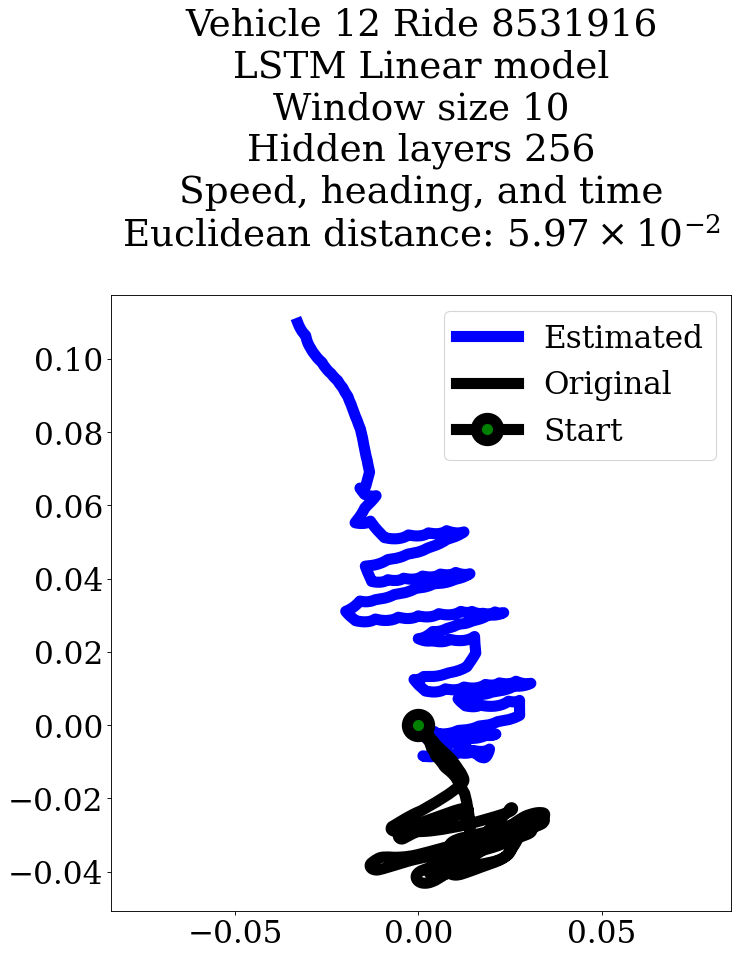 Vehicle 12 Ride 8531916
LSTM Linear model
Window size 10
Hidden layers 256
Speed, heading, and time
Euclidean distance: 5.97 × 10⁻²
Estimated
Original
Start
0.10
0.08
0.06
0.04
0.02
0.00
−0.02
−0.04
−0.05 0.00 0.05